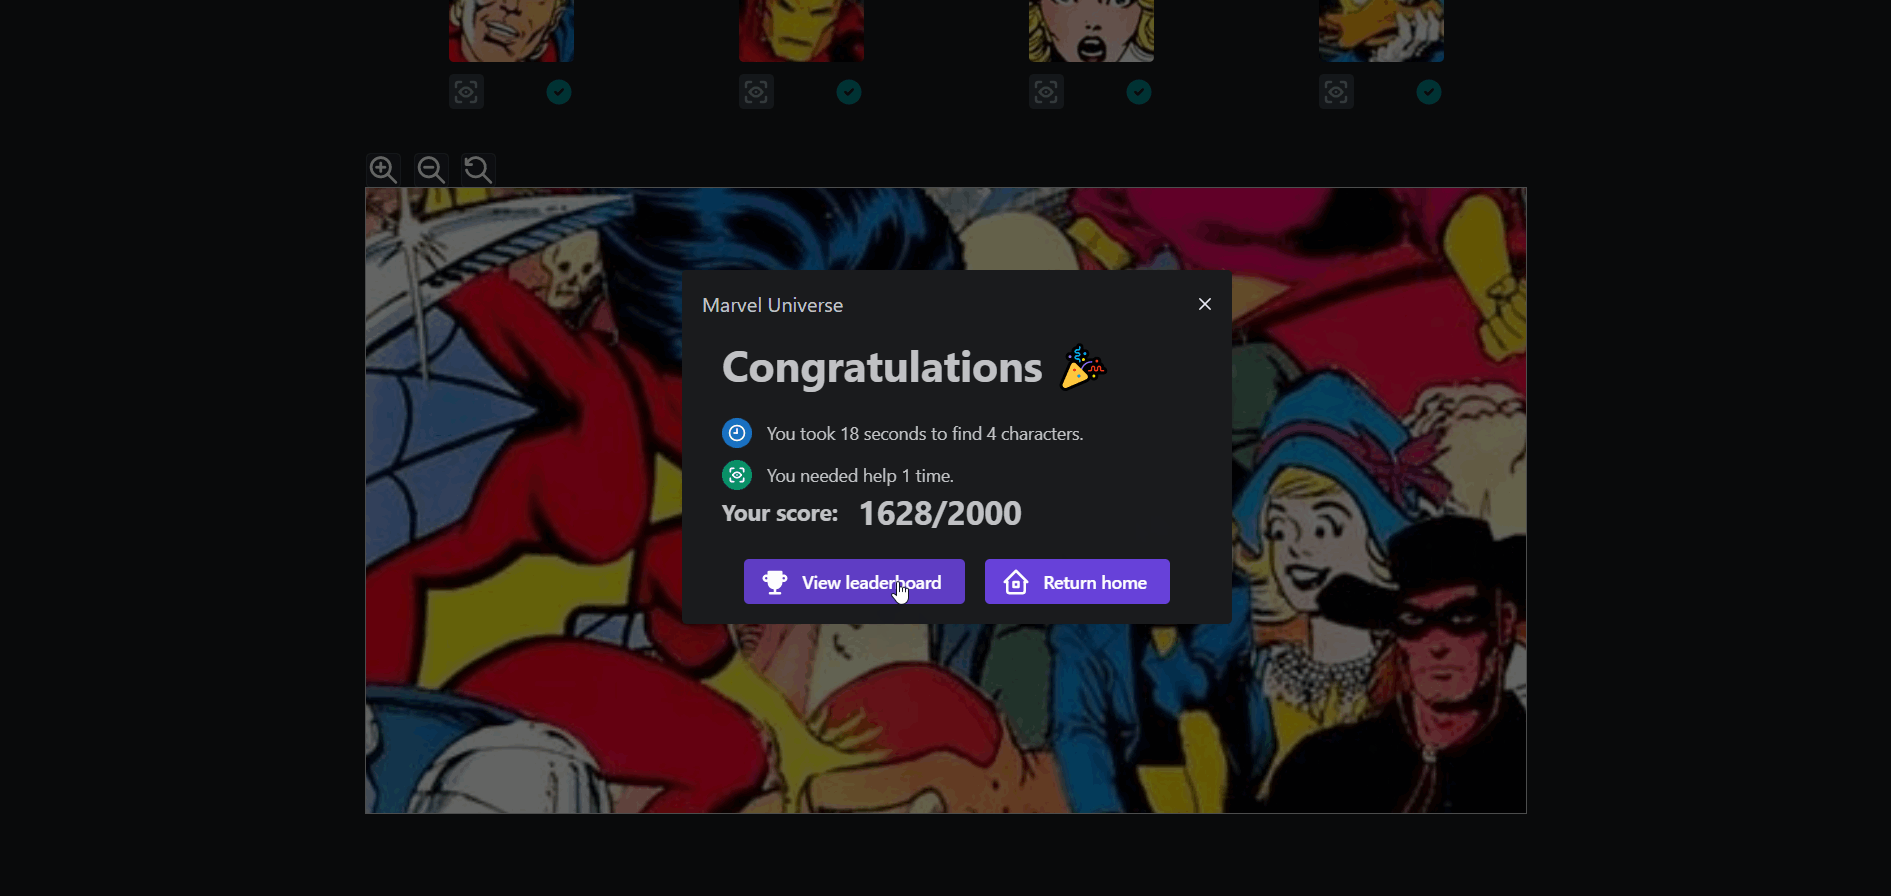 Marvel Universe
Congratulations
You took 18 seconds to find 4 characters.
You needed help 1 time.
Your score: 1628/2000
View leaderboard
Return home